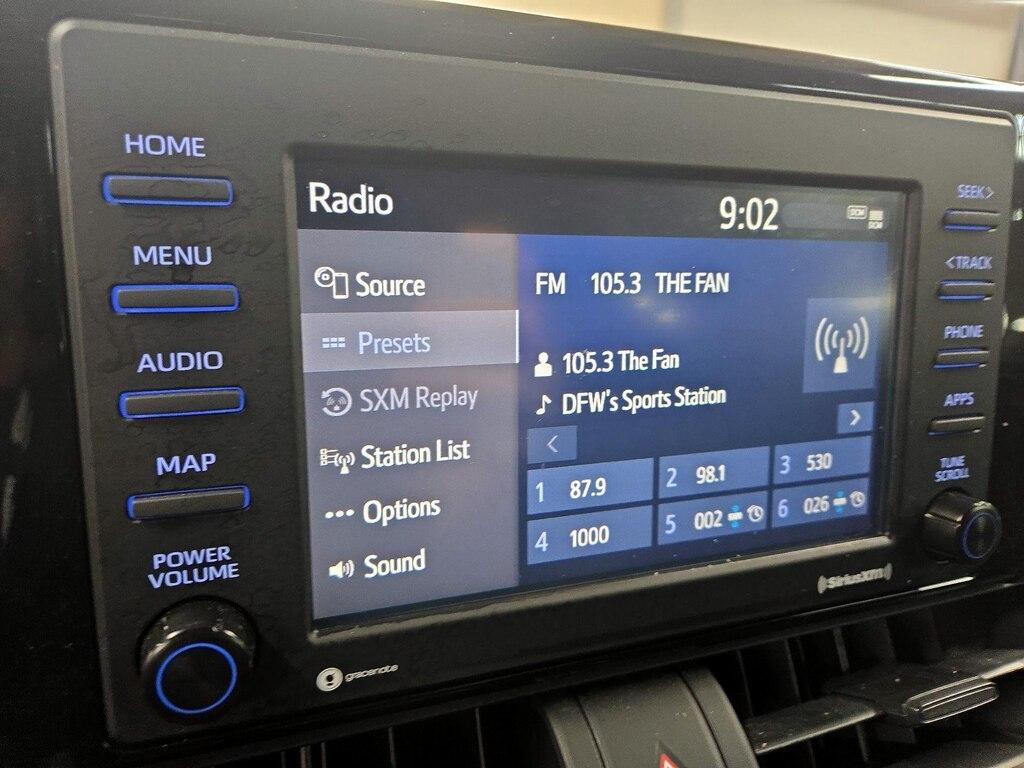 HOME
MENU
AUDIO
MAP
POWER
VOLUME
Radio
9:02
DCM
DCM
Source
Presets
SXM Replay
Station List
Options
Sound
FM 105.3 THE FAN
105.3 The Fan
DFW's Sports Station
<
>
1 87.9
2 98.1
3 530
4 1000
5 002
6 026
SEEK >
< TRACK
PHONE
APPS
TUNE
SCROLL
SiriusXM
g gracenote